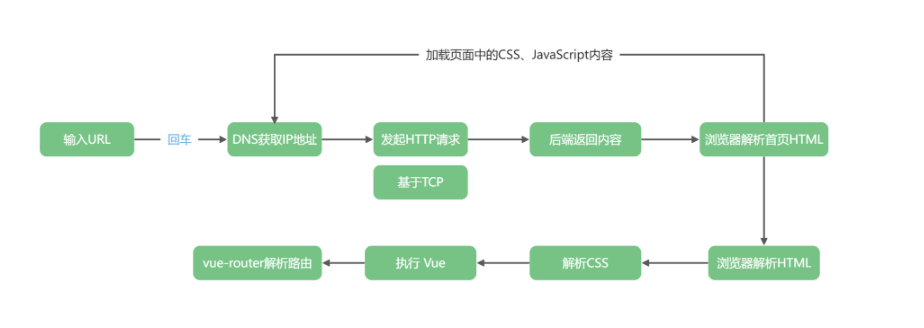 加载页面中的CSS、JavaScript内容
输入URL
回车
DNS获取IP地址
发起HTTP请求
后端返回内容
浏览器解析首页HTML
基于TCP
vue-router解析路由
执行 Vue
解析CSS
浏览器解析HTML